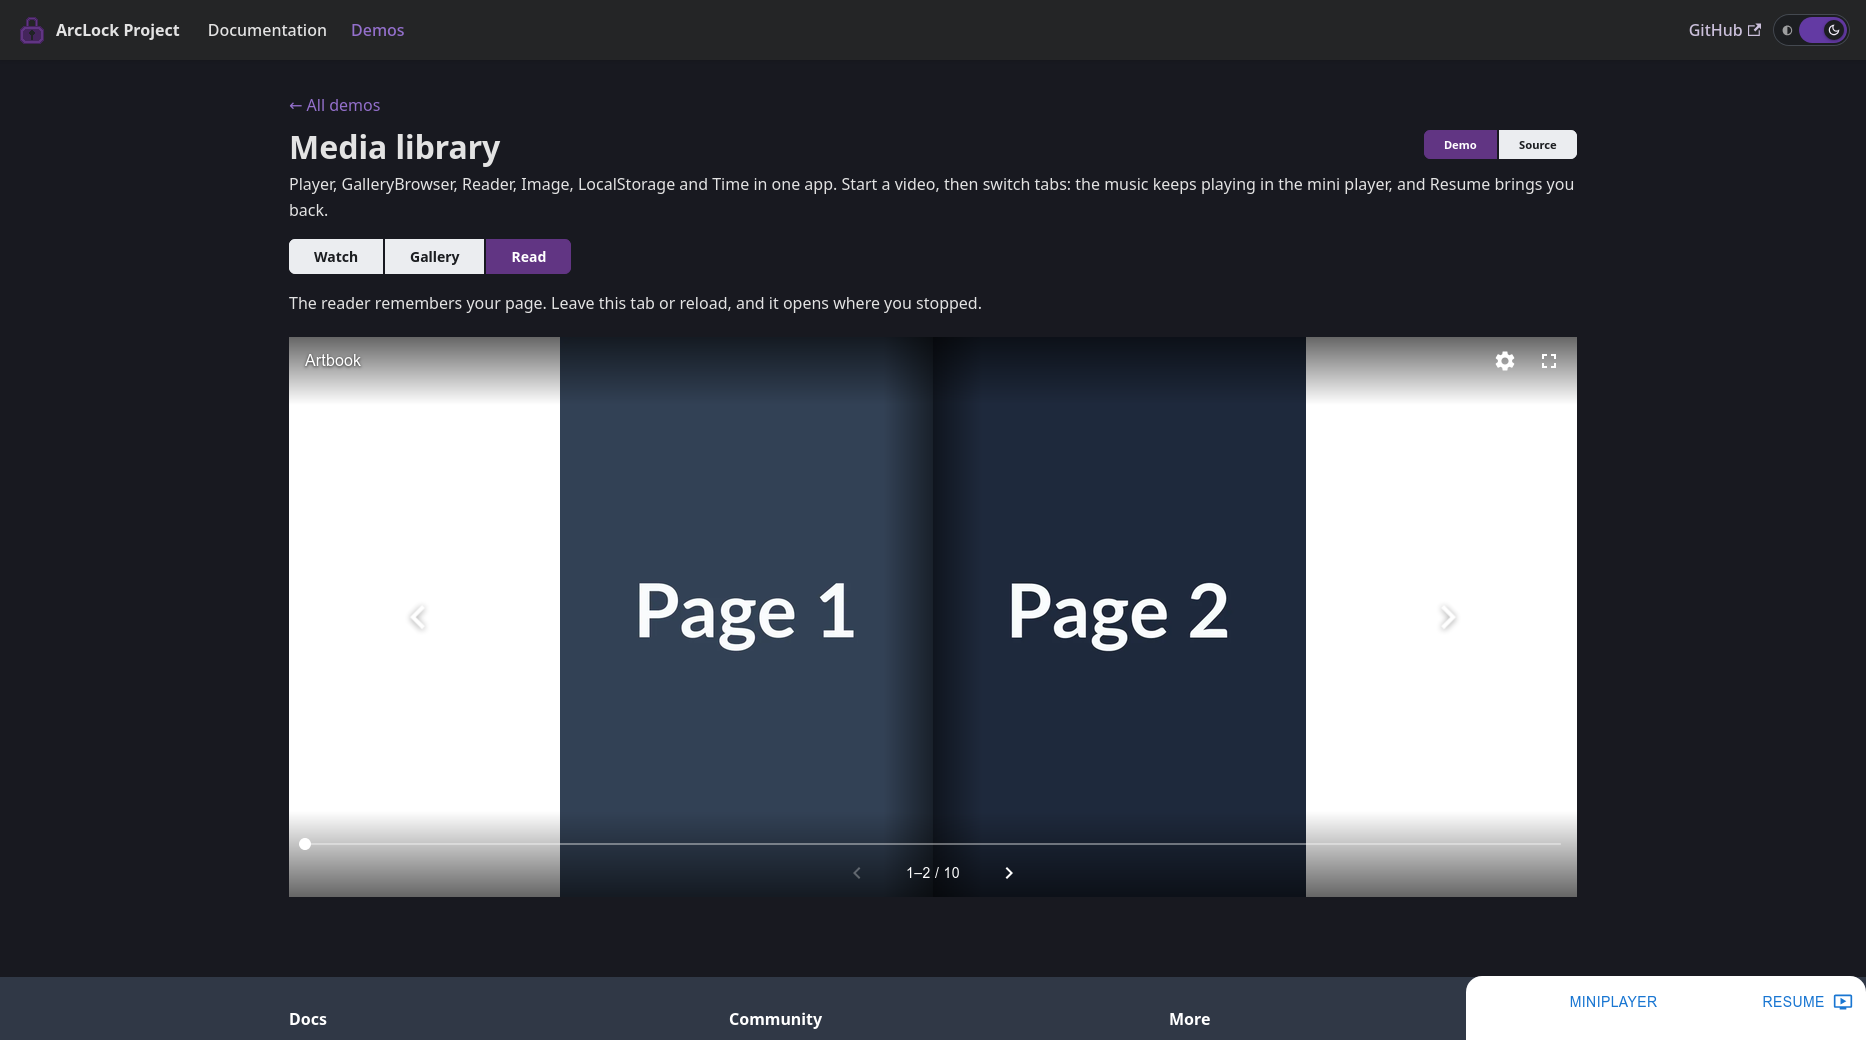 ArcLock Project
Documentation
Demos
GitHub
← All demos
Media library
Demo
Source
Player, GalleryBrowser, Reader, Image, LocalStorage and Time in one app. Start a video, then switch tabs: the music keeps playing in the mini player, and Resume brings you
back.
Watch
Gallery
Read
The reader remembers your page. Leave this tab or reload, and it opens where you stopped.
Artbook
Page 1
Page 2
1–2 / 10
MINIPLAYER
RESUME
Docs
Community
More